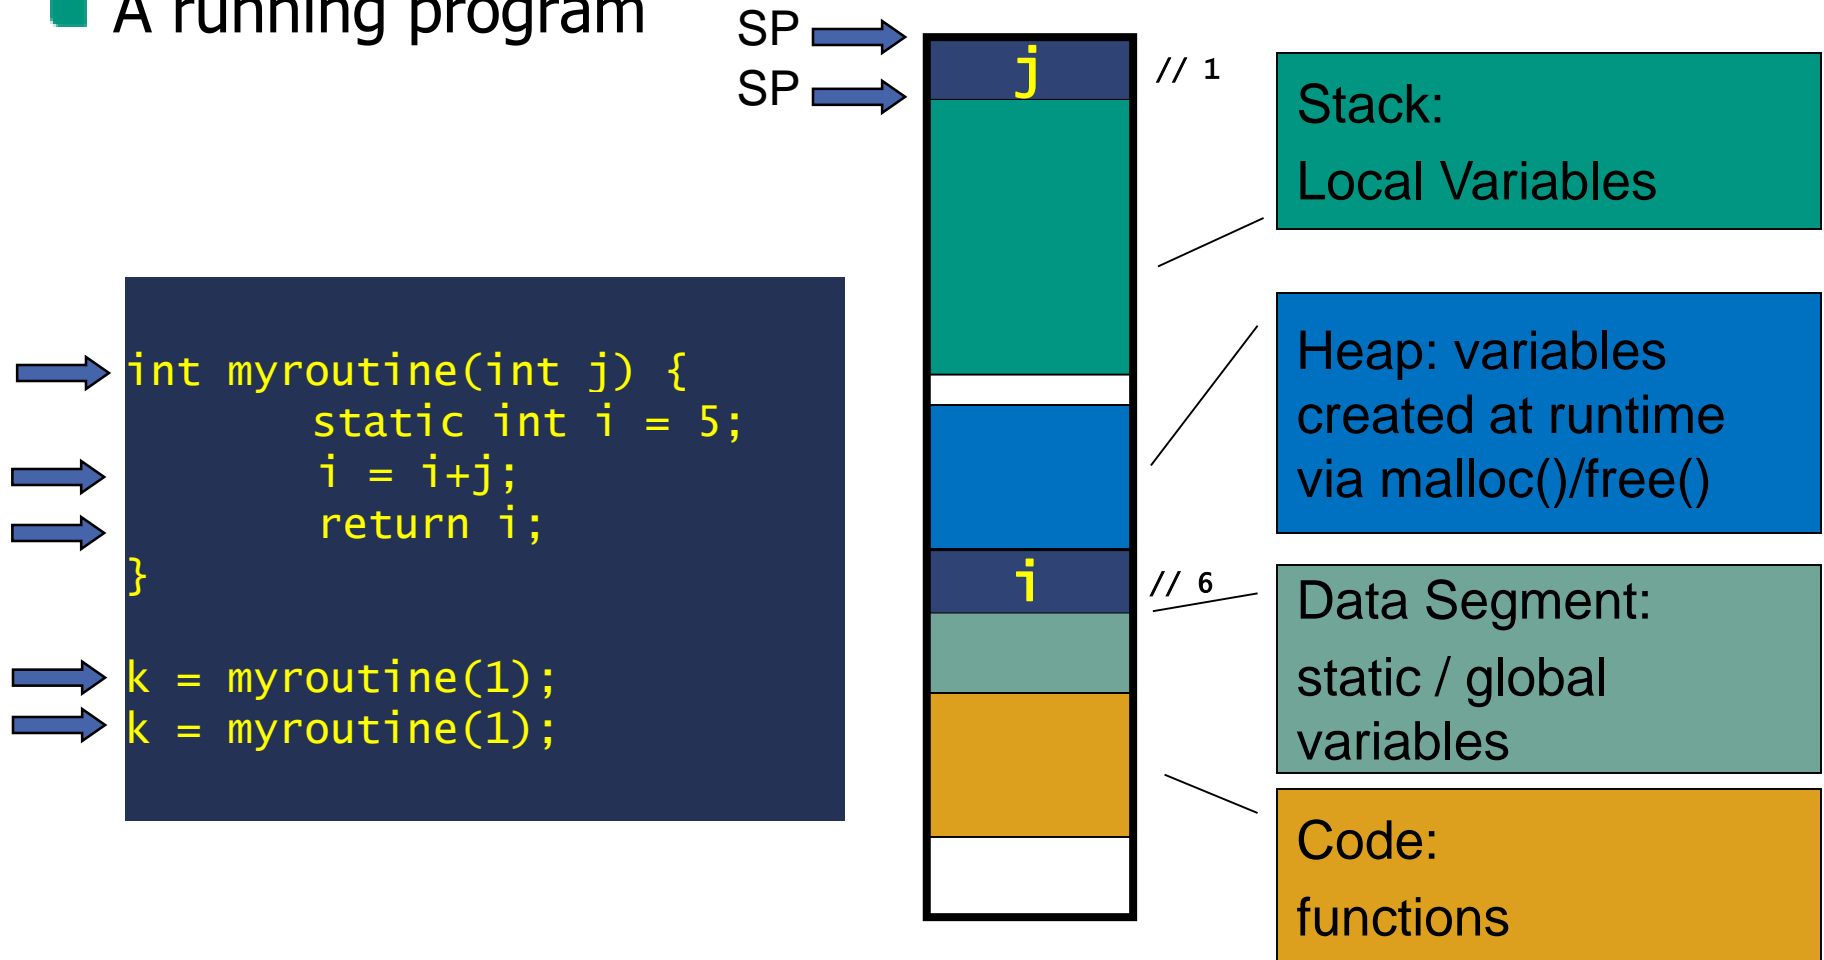 A running program
SP
SP
j
// 1
Stack:
Local Variables
int myroutine(int j) {
static int i = 5;
i = i+j;
return i;
}
k = myroutine(1);
k = myroutine(1);
Heap: variables
created at runtime
via malloc()/free()
i
// 6
Data Segment:
static / global
variables
Code:
functions